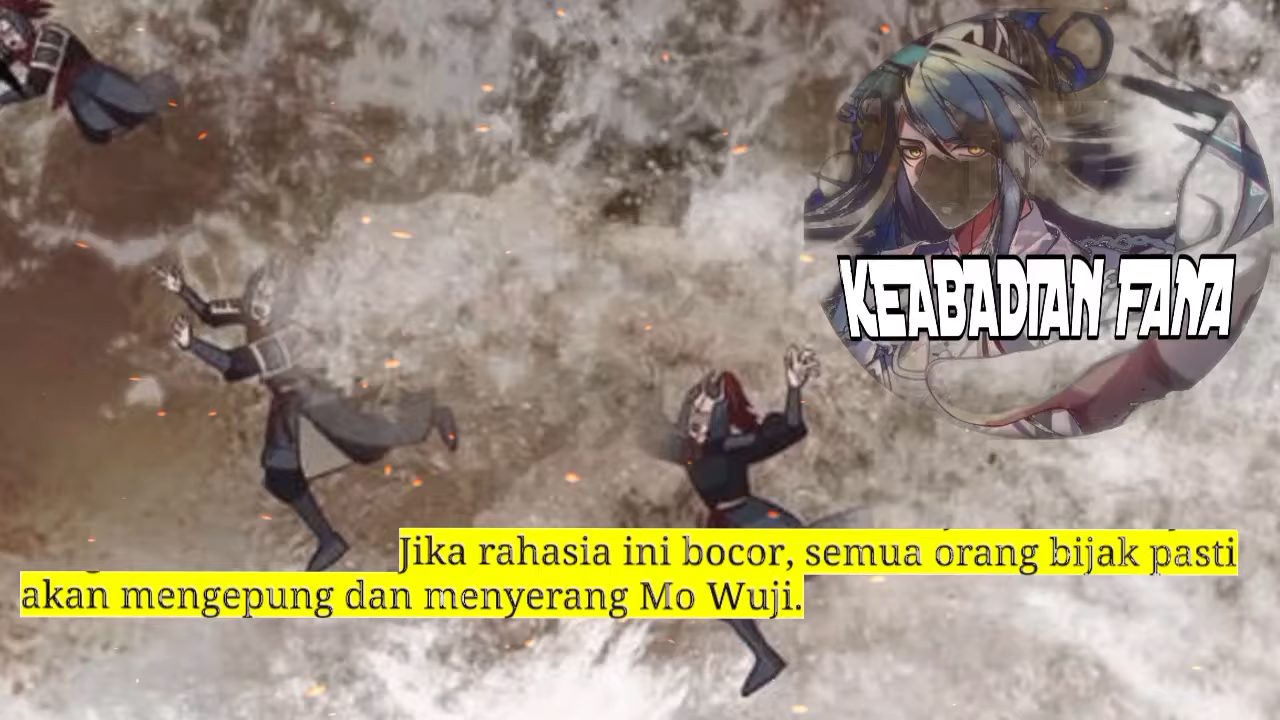 KEABADIAN FANA
Jika rahasia ini bocor, semua orang bijak pasti
akan mengepung dan menyerang Mo Wuji.